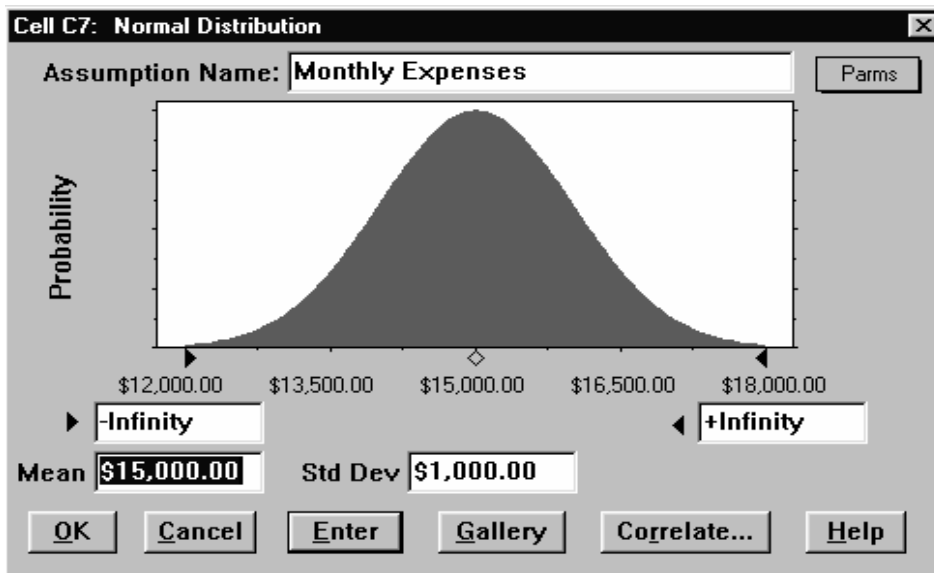 Cell C7: Normal Distribution
Assumption Name: Monthly Expenses Parms
Probability
$12,000.00 $13,500.00 $15,000.00 $16,500.00 $18,000.00
-Infinity +Infinity
Mean $15,000.00 Std Dev $1,000.00
OK Cancel Enter Gallery Correlate... Help